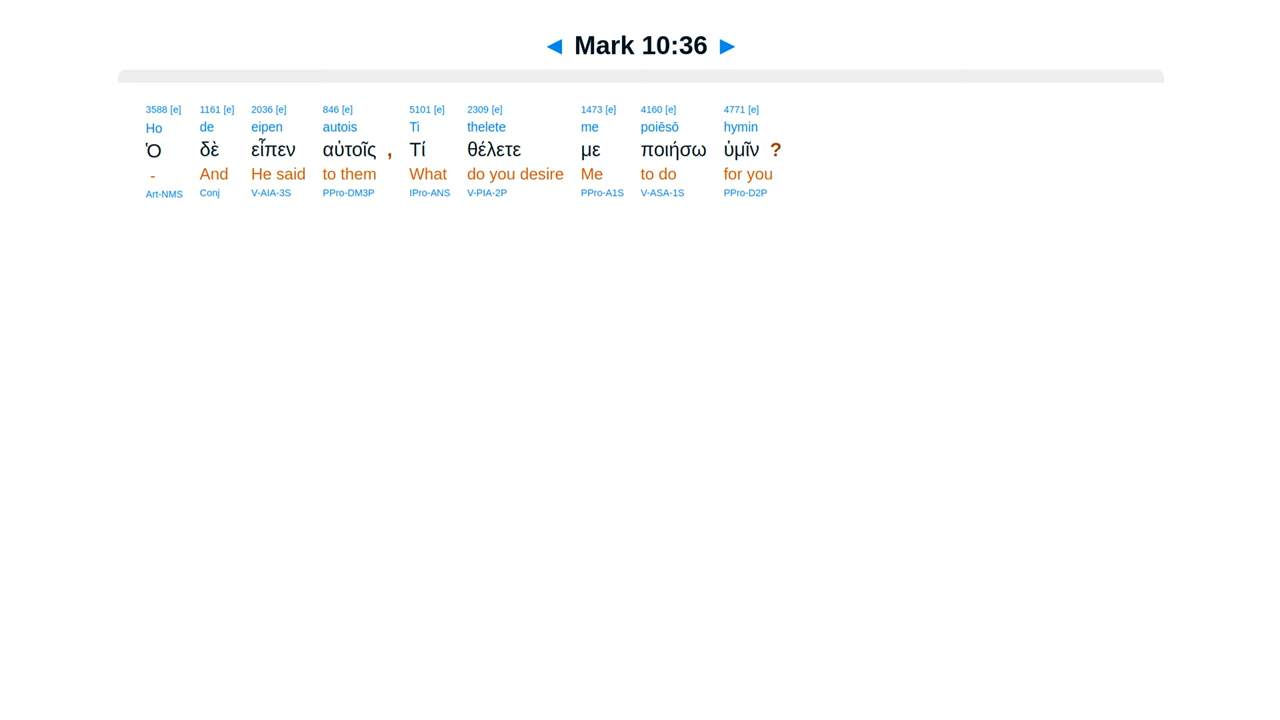 ◄ Mark 10:36 ►
3588 [e] 1161 [e] 2036 [e] 846 [e] 5101 [e] 2309 [e] 1473 [e] 4160 [e] 4771 [e]
Ho de eipen autois Ti thelete me poiēsō hymin
Ὁ δὲ εἶπεν αὐτοῖς , Τί θέλετε με ποιήσω ὑμῖν ?
- And He said to them What do you desire Me to do for you
Art-NMS Conj V-AIA-3S PPro-DM3P IPro-ANS V-PIA-2P PPro-A1S V-ASA-1S PPro-D2P